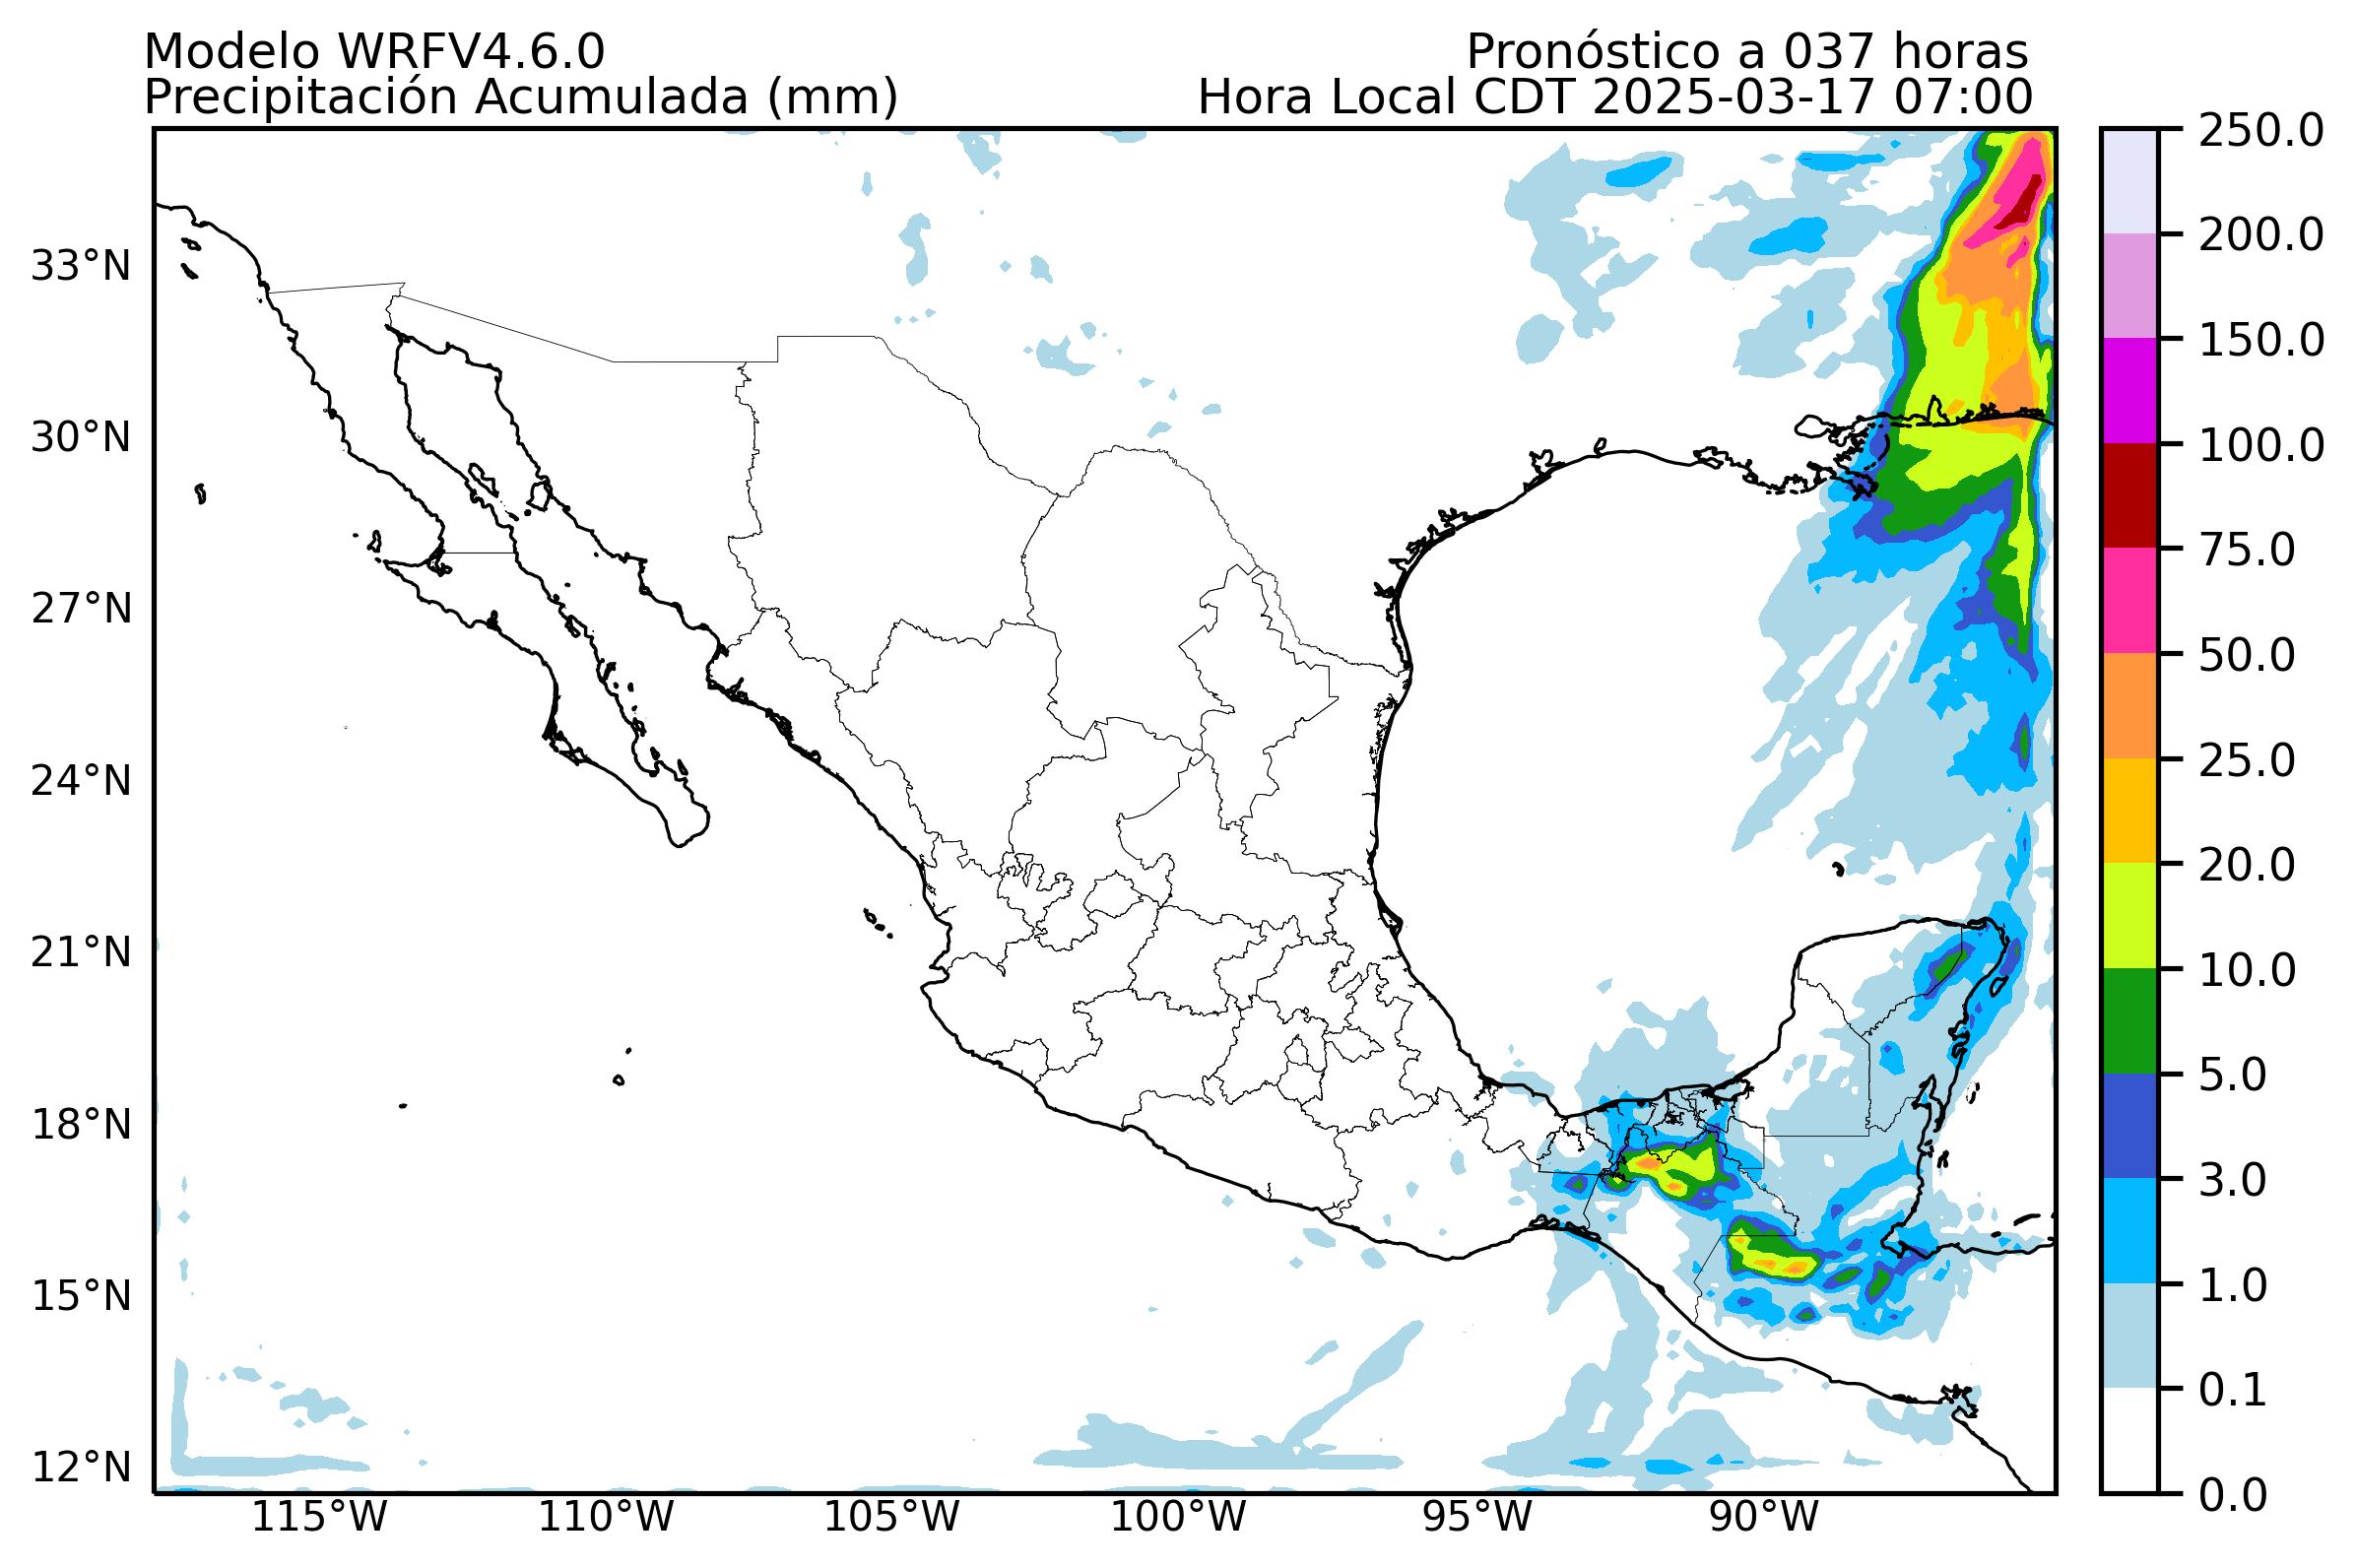 Modelo WRFV4.6.0
Pronóstico a 037 horas
Precipitación Acumulada (mm)
Hora Local CDT 2025-03-17 07:00
33°N
30°N
27°N
24°N
21°N
18°N
15°N
12°N
115°W
110°W
105°W
100°W
95°W
90°W
250.0
200.0
150.0
100.0
75.0
50.0
25.0
20.0
10.0
5.0
3.0
1.0
0.1
0.0